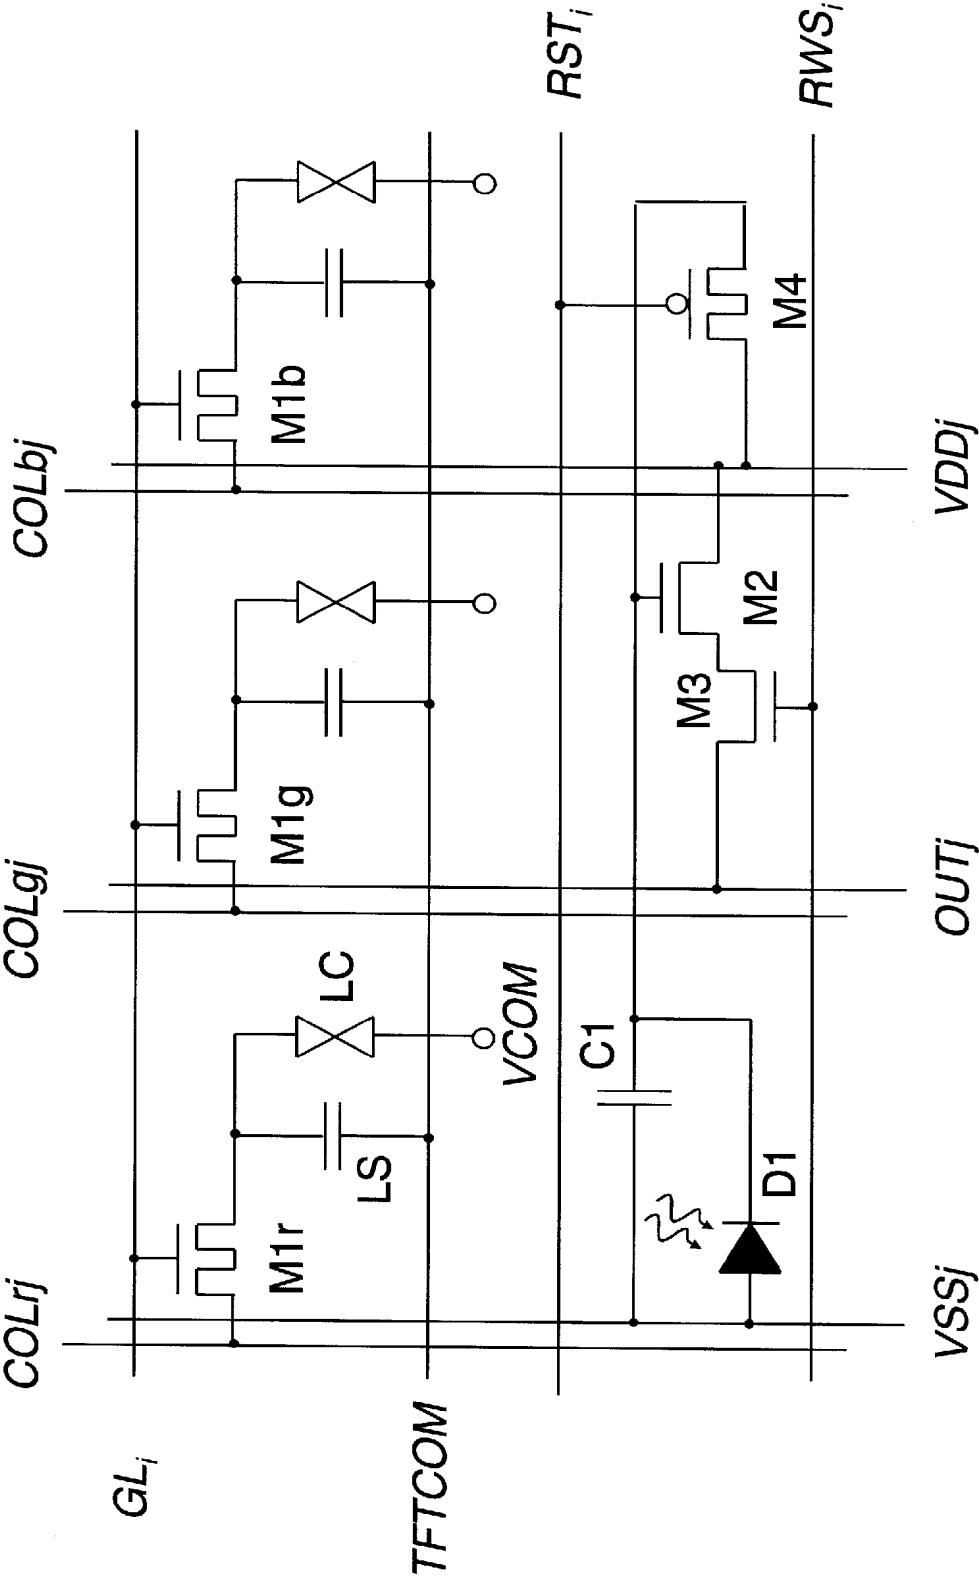 COLrj
COLgj
COLbj
GLi
M1r
M1g
M1b
LS
LC
TFTCOM
VCOM
RSTi
C1
M3
M2
M4
D1
RWSi
VSSj
OUTj
VDDj